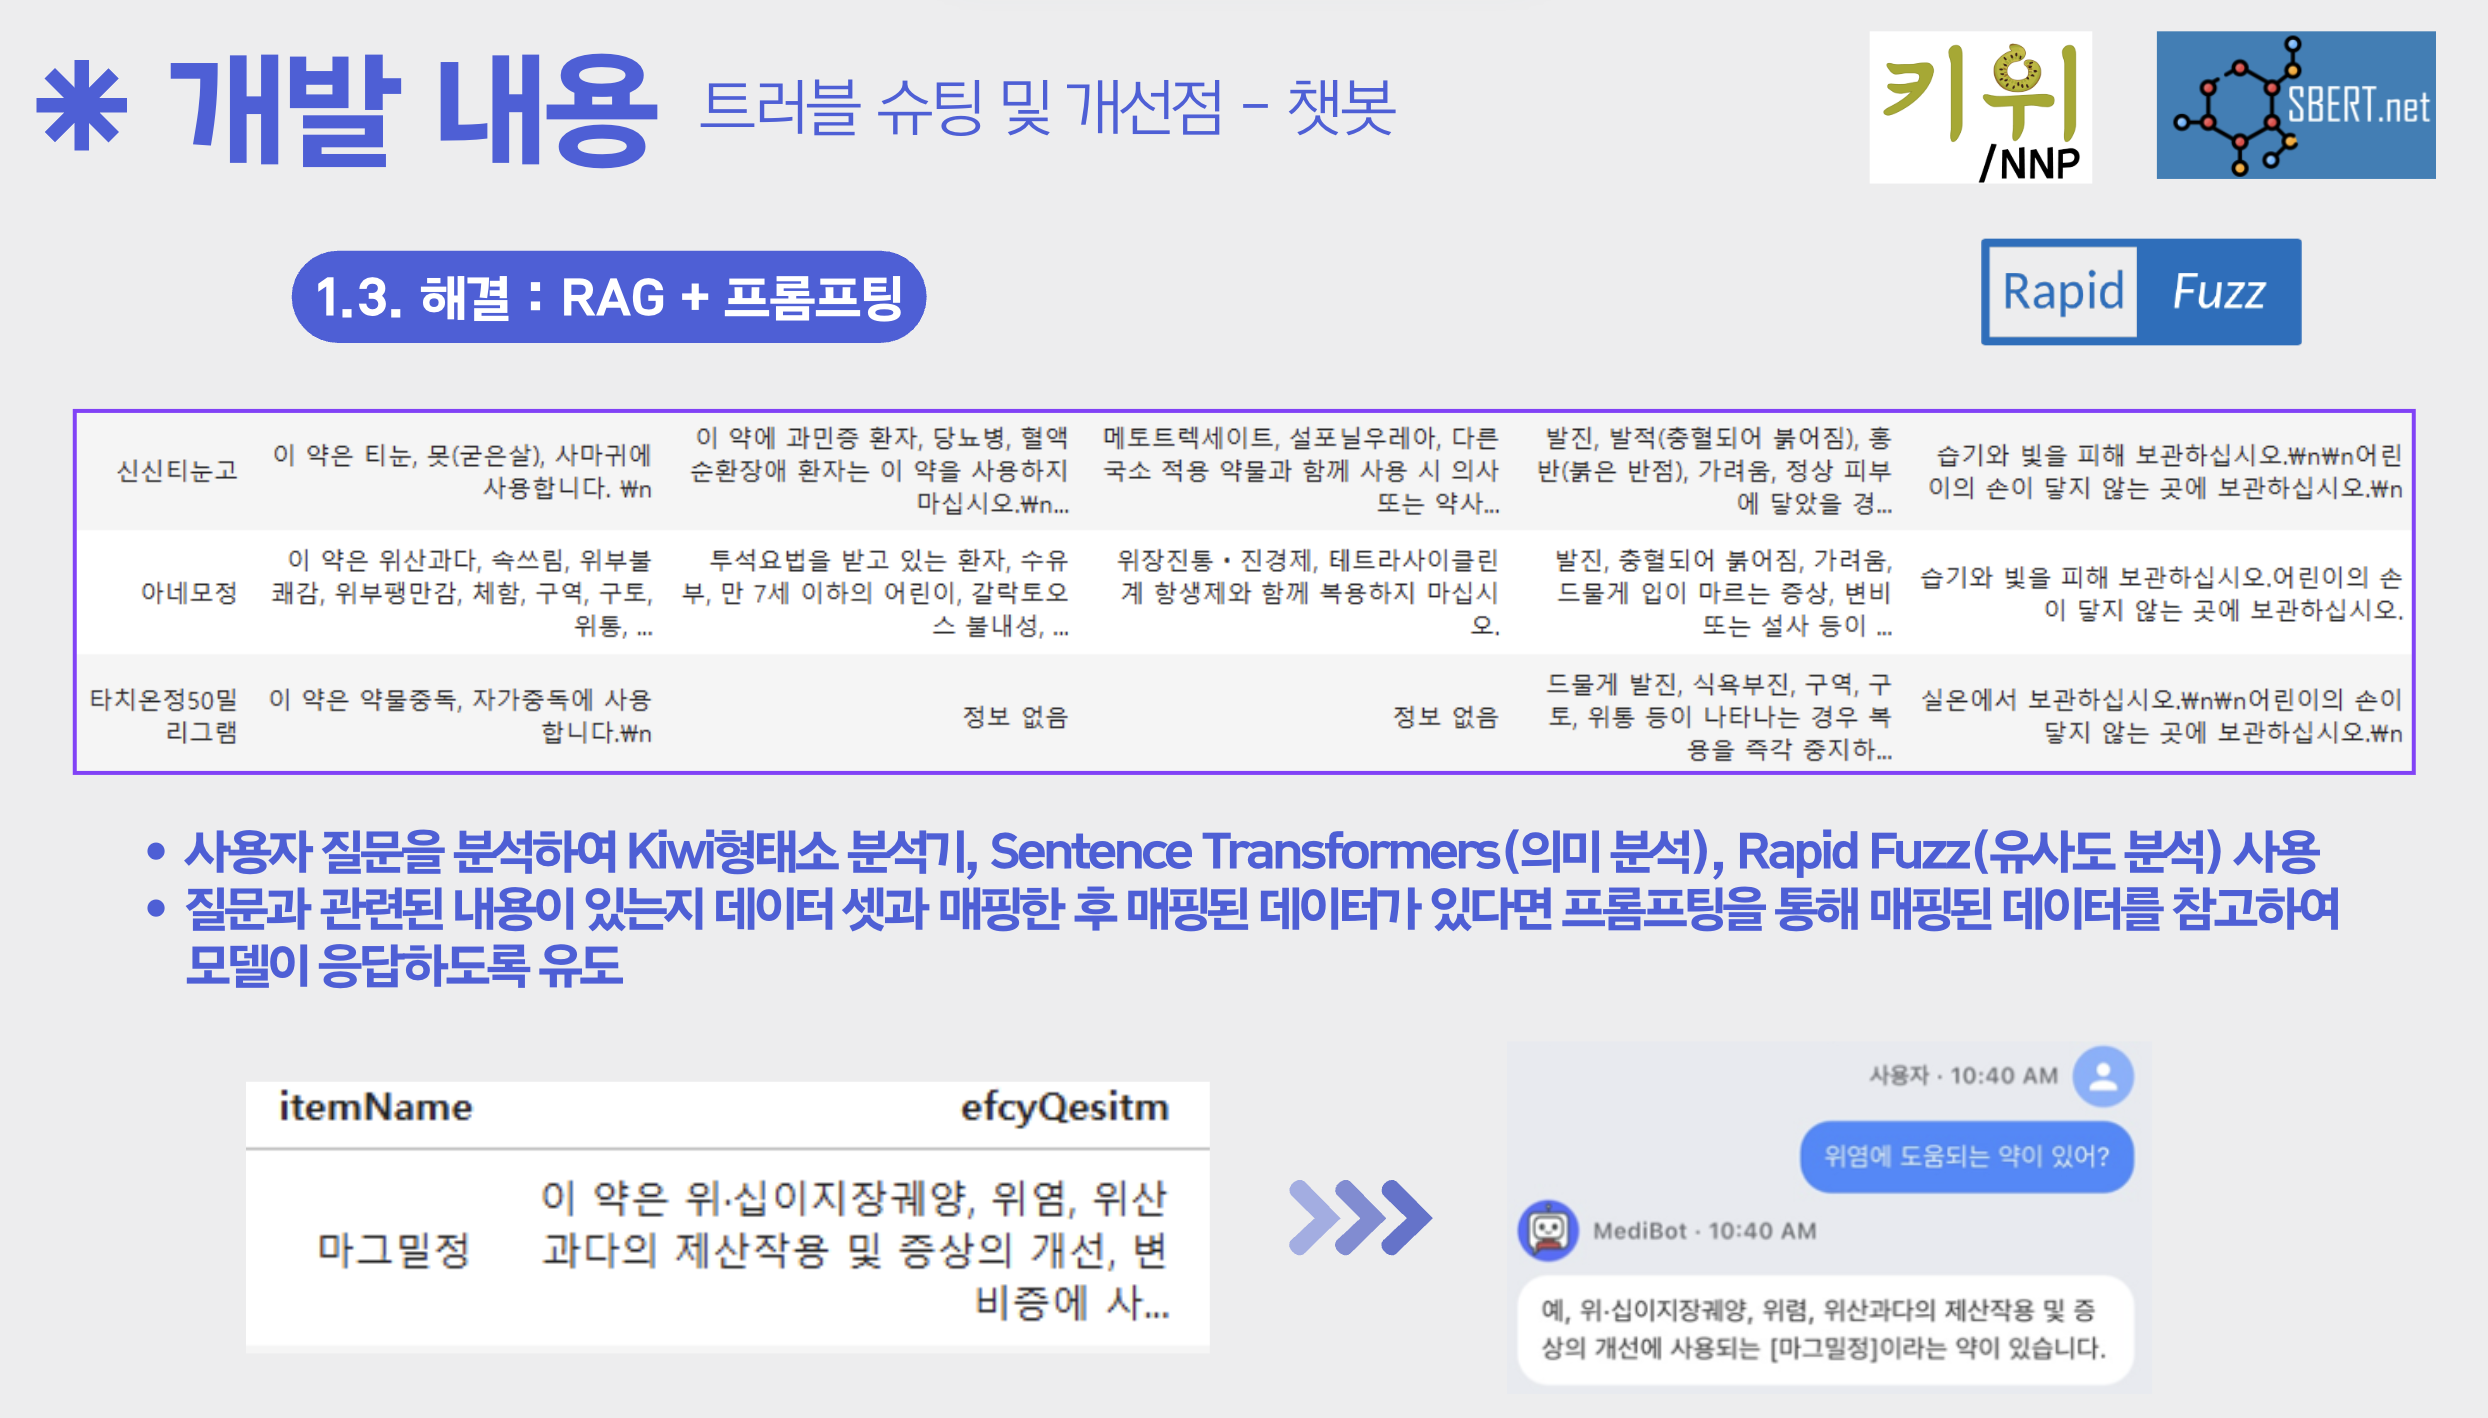 개발 내용 트러블 슈팅 및 개선점 - 챗봇
키위
/NNP
SBERT.net
1.3. 해결 : RAG + 프롬프팅
Rapid Fuzz
신신티눈고
이 약은 티눈, 못(굳은살), 사마귀에
사용합니다. ₩n
이 약에 과민증 환자, 당뇨병, 혈액
순환장애 환자는 이 약을 사용하지
마십시오.₩n...
메토트렉세이트, 설포닐우레아, 다른
국소 적용 약물과 함께 사용 시 의사
또는 약사...
발진, 발적(충혈되어 붉어짐), 홍
반(붉은 반점), 가려움, 정상 피부
에 닿았을 경...
습기와 빛을 피해 보관하십시오.₩n₩n어린
이의 손이 닿지 않는 곳에 보관하십시오.₩n
아네모정
이 약은 위산과다, 속쓰림, 위부불
쾌감, 위부팽만감, 체함, 구역, 구토,
위통, ...
투석요법을 받고 있는 환자, 수유
부, 만 7세 이하의 어린이, 갈락토오
스 불내성, ...
위장진통・진경제, 테트라사이클린
계 항생제와 함께 복용하지 마십시
오.
발진, 충혈되어 붉어짐, 가려움,
드물게 입이 마르는 증상, 변비
또는 설사 등이 ...
습기와 빛을 피해 보관하십시오.어린이의 손
이 닿지 않는 곳에 보관하십시오.
타치온정50밀
리그램
이 약은 약물중독, 자가중독에 사용
합니다.₩n
정보 없음
정보 없음
드물게 발진, 식욕부진, 구역, 구
토, 위통 등이 나타나는 경우 복
용을 즉각 중지하...
실온에서 보관하십시오.₩n₩n어린이의 손이
닿지 않는 곳에 보관하십시오.₩n
• 사용자 질문을 분석하여 Kiwi형태소 분석기, Sentence Transformers(의미 분석), Rapid Fuzz(유사도 분석) 사용
• 질문과 관련된 내용이 있는지 데이터 셋과 매핑한 후 매핑된 데이터가 있다면 프롬프팅을 통해 매핑된 데이터를 참고하여
모델이 응답하도록 유도
itemName efcyQesitm
마그밀정
이 약은 위·십이지장궤양, 위염, 위산
과다의 제산작용 및 증상의 개선, 변
비증에 사...
사용자 · 10:40 AM
위염에 도움되는 약이 있어?
MediBot · 10:40 AM
예, 위·십이지장궤양, 위렴, 위산과다의 제산작용 및 증
상의 개선에 사용되는 [마그밀정]이라는 약이 있습니다.